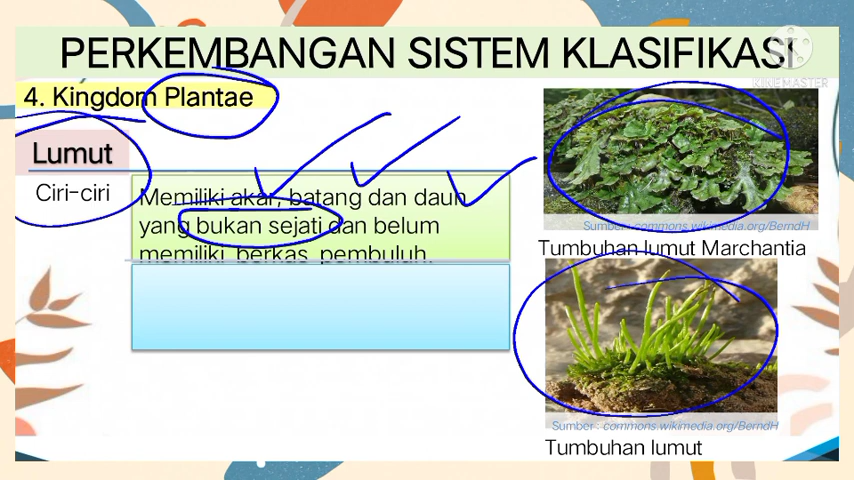 PERKEMBANGAN SISTEM KLASIFIKASI
KINEMASTER
4. Kingdom Plantae
Lumut
Ciri-ciri
Memiliki akar, batang dan daun
yang bukan sejati dan belum
memiliki berkas pembuluh.
Sumber : commons.wikimedia.org/BerndH
Tumbuhan lumut Marchantia
Sumber : commons.wikimedia.org/BerndH
Tumbuhan lumut